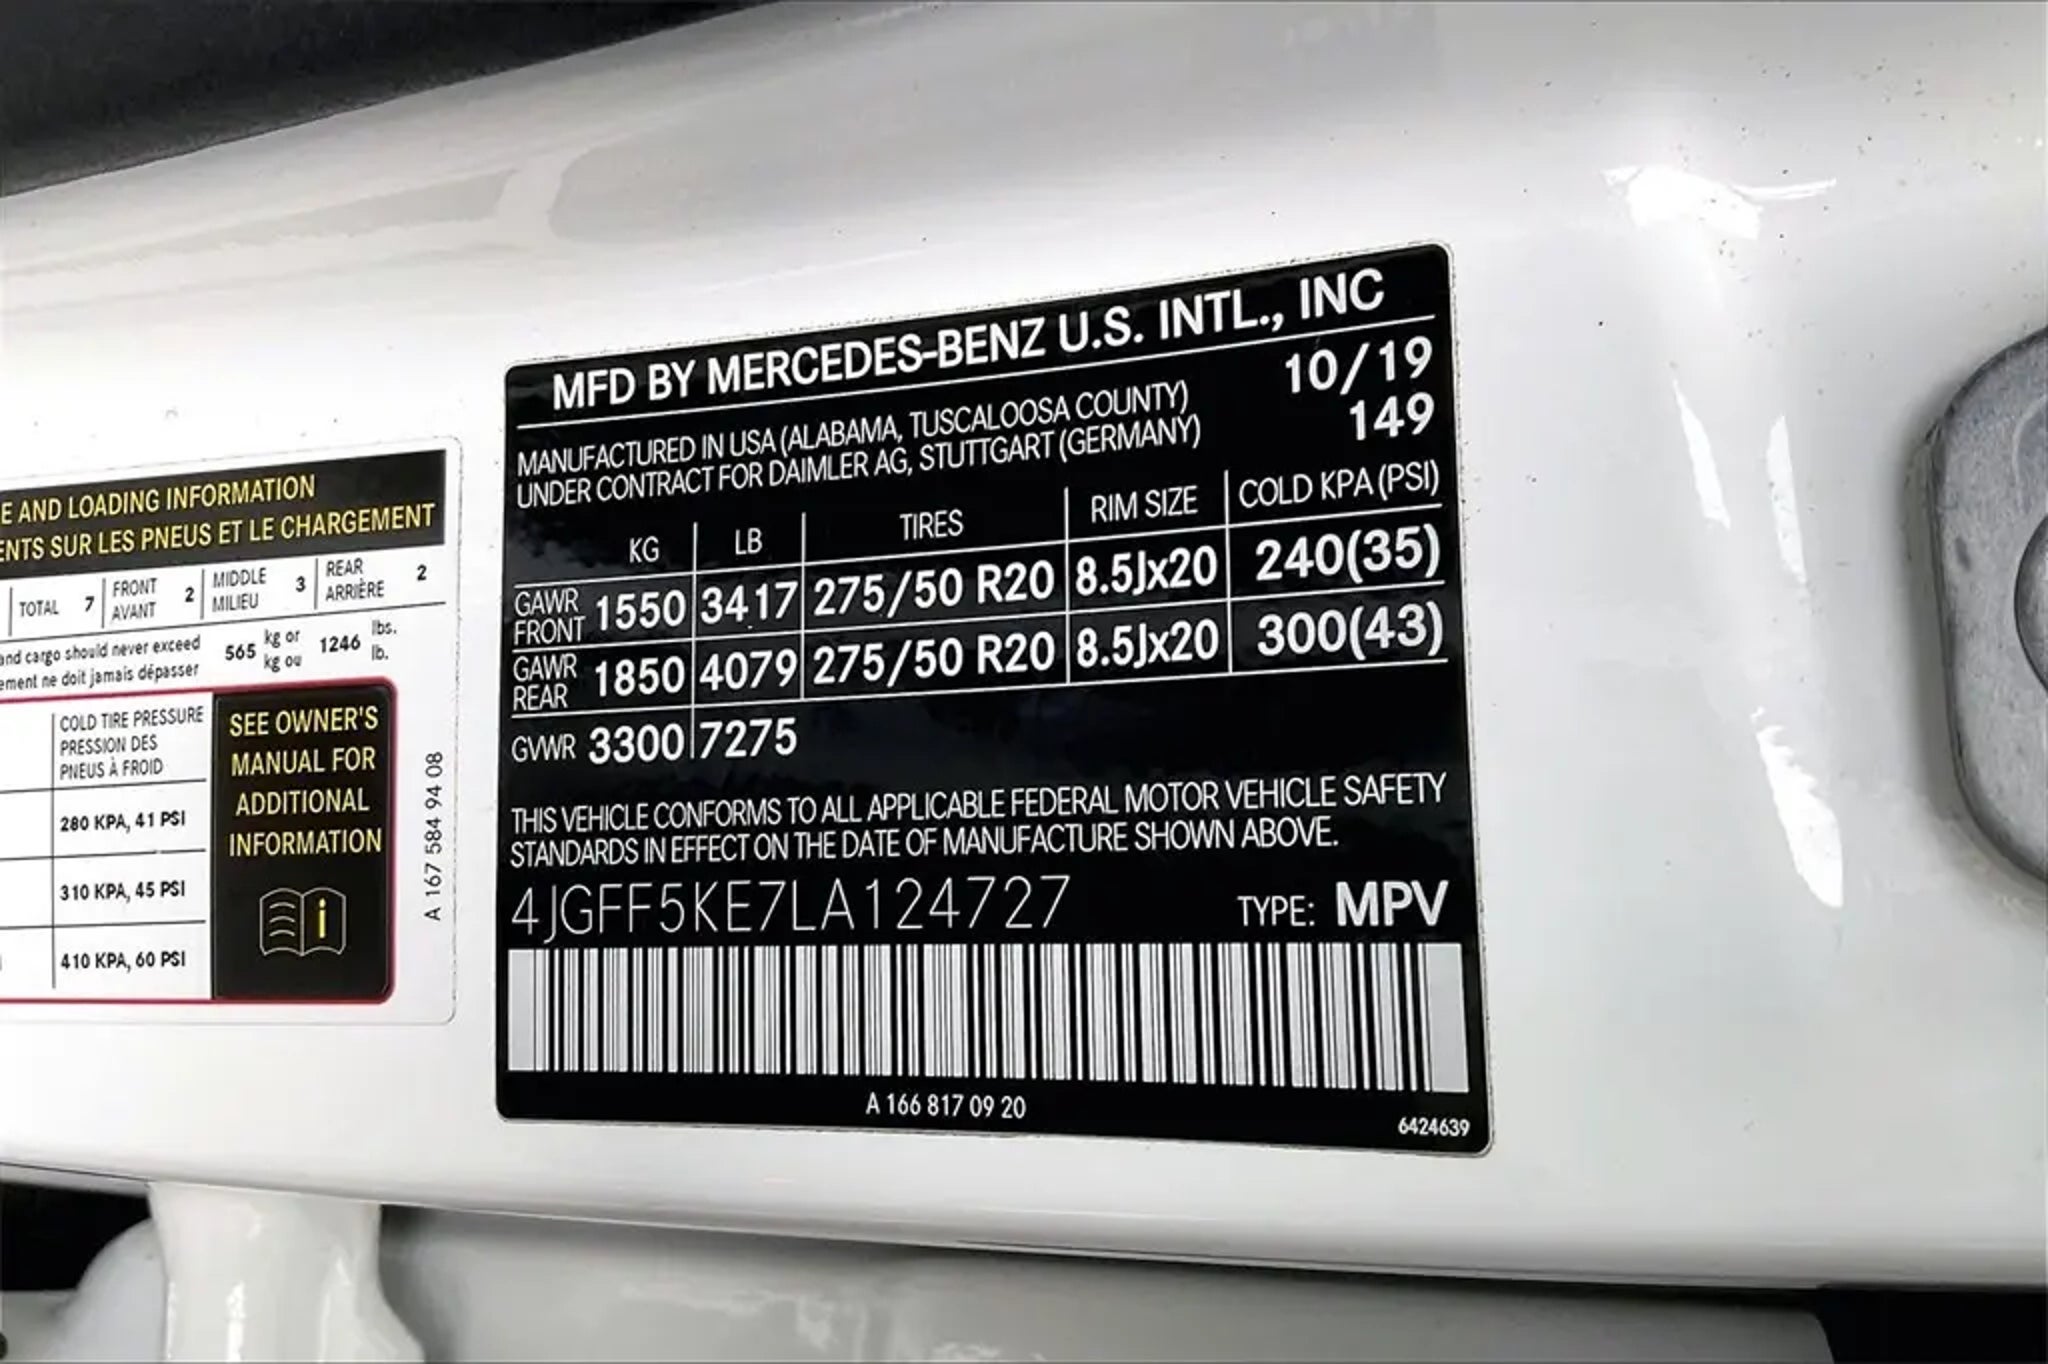 E AND LOADING INFORMATION
ENTS SUR LES PNEUS ET LE CHARGEMENT
TOTAL 7 FRONT AVANT 2 MIDDLE MILIEU 3 REAR ARRIÈRE 2
and cargo should never exceed 565 kg or 1246 lbs.
ement ne doit jamais dépasser kg ou lb.
COLD TIRE PRESSURE
PRESSION DES
PNEUS À FROID
280 KPA, 41 PSI
310 KPA, 45 PSI
410 KPA, 60 PSI
SEE OWNER'S
MANUAL FOR
ADDITIONAL
INFORMATION
i
A 167 584 94 08
MFD BY MERCEDES-BENZ U.S. INTL., INC
10/19
MANUFACTURED IN USA (ALABAMA, TUSCALOOSA COUNTY)
149
UNDER CONTRACT FOR DAIMLER AG, STUTTGART (GERMANY)
KG LB TIRES RIM SIZE COLD KPA (PSI)
GAWR FRONT 1550 3417 275/50 R20 8.5Jx20 240(35)
GAWR REAR 1850 4079 275/50 R20 8.5Jx20 300(43)
GVWR 3300 7275
THIS VEHICLE CONFORMS TO ALL APPLICABLE FEDERAL MOTOR VEHICLE SAFETY
STANDARDS IN EFFECT ON THE DATE OF MANUFACTURE SHOWN ABOVE.
4JGFF5KE7LA124727 TYPE: MPV
A 166 817 09 20
6424639